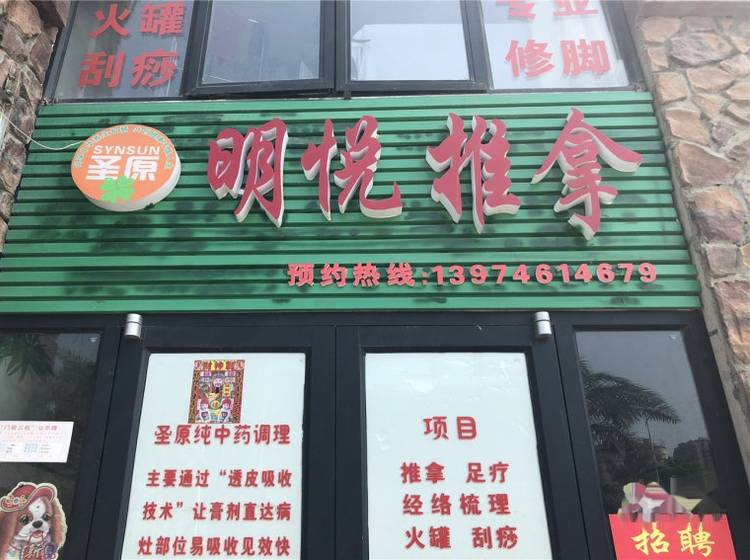 火罐
刮痧
专业
修脚
SYNSUN
圣原
明悦推拿
预约热线:13974614679
圣原纯中药调理
主要通过“透皮吸收
技术”让膏剂直达病
灶部位易吸收见效快
项目
推拿 足疗
经络梳理
火罐 刮痧
招聘